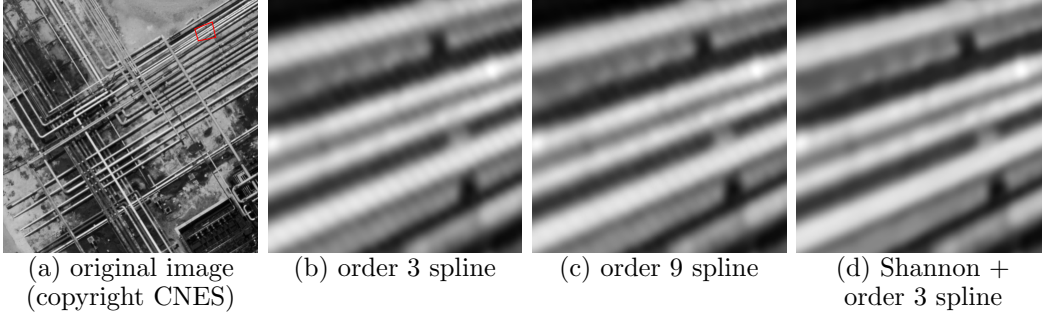 (a) original image
(copyright CNES)
(b) order 3 spline
(c) order 9 spline
(d) Shannon +
order 3 spline